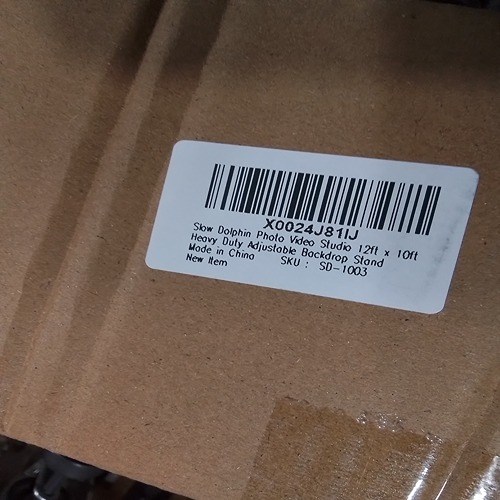 X0024J81IJ
Slow Dolphin Photo Video Studio 12ft x 10ft
Heavy Duty Adjustable Backdrop Stand
Made in China SKU : SD-1003
New Item